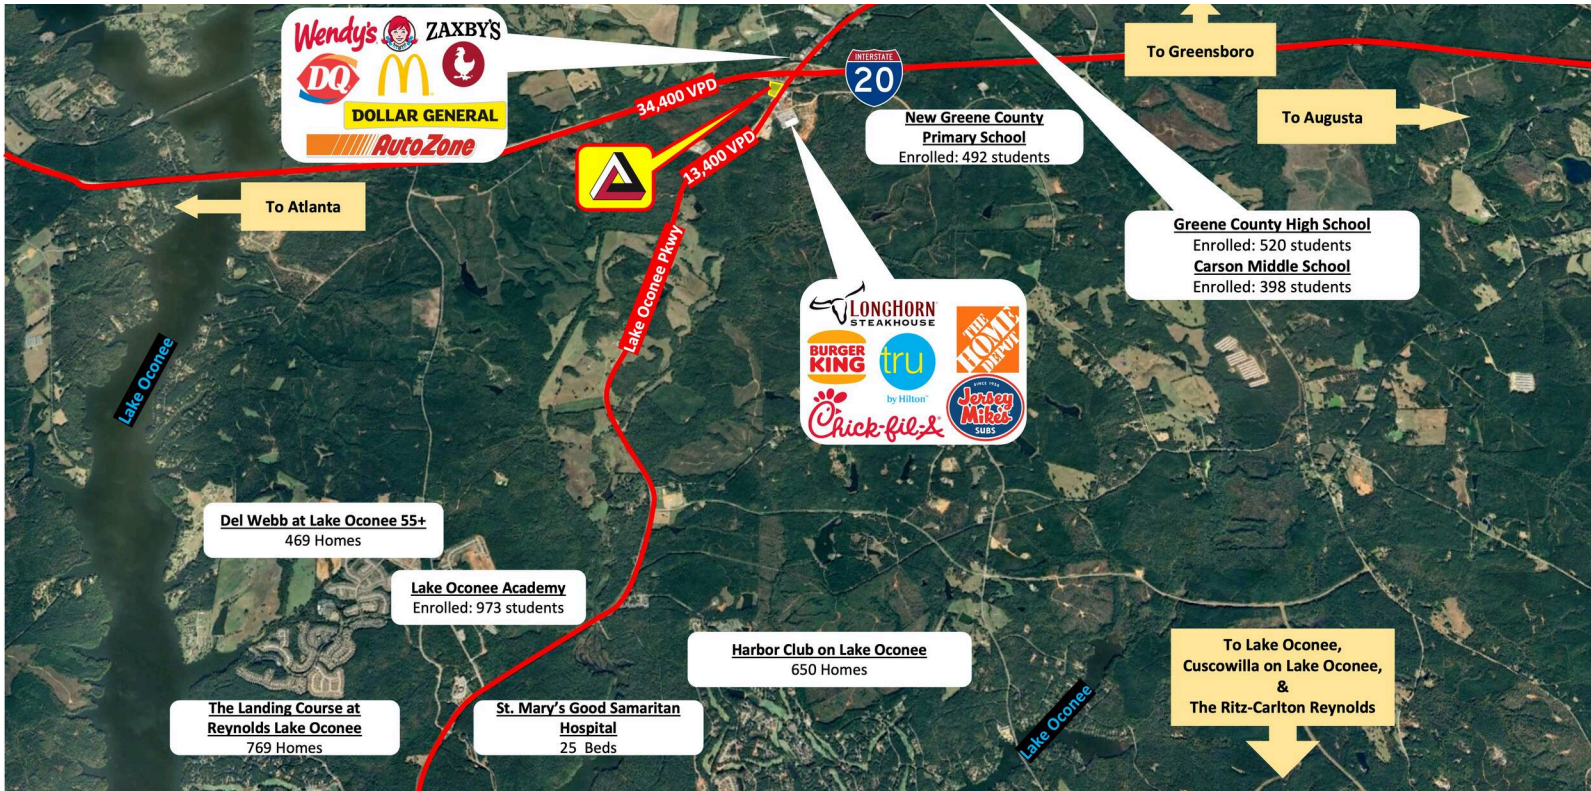 Wendy's
ZAXBY'S
DQ
DOLLAR GENERAL
AutoZone
34,400 VPD
13,400 VPD
INTERSTATE
20
To Greensboro
To Augusta
To Atlanta
New Greene County
Primary School
Enrolled: 492 students
Greene County High School
Enrolled: 520 students
Carson Middle School
Enrolled: 398 students
Lake Oconee Pkwy
LONGHORN
STEAKHOUSE
THE
HOME
DEPOT
BURGER
KING
tru
by Hilton
SINCE 1956
Jersey
Mike's
SUBS
Chick-fil-A
Lake Oconee
Del Webb at Lake Oconee 55+
469 Homes
Lake Oconee Academy
Enrolled: 973 students
Harbor Club on Lake Oconee
650 Homes
The Landing Course at
Reynolds Lake Oconee
769 Homes
St. Mary's Good Samaritan
Hospital
25 Beds
Lake Oconee
To Lake Oconee,
Cuscowilla on Lake Oconee,
&
The Ritz-Carlton Reynolds